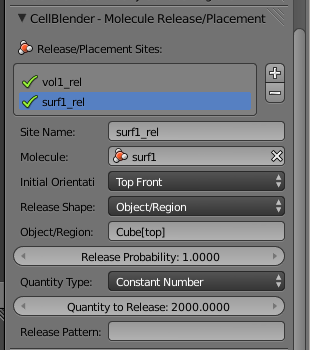 CellBlender - Molecule Release/Placement
Release/Placement Sites:
vol1_rel
surf1_rel
Site Name: surf1_rel
Molecule: surf1
Initial Orientati Top Front
Release Shape: Object/Region
Object/Region: Cube[top]
Release Probability: 1.0000
Quantity Type: Constant Number
Quantity to Release: 2000.0000
Release Pattern: